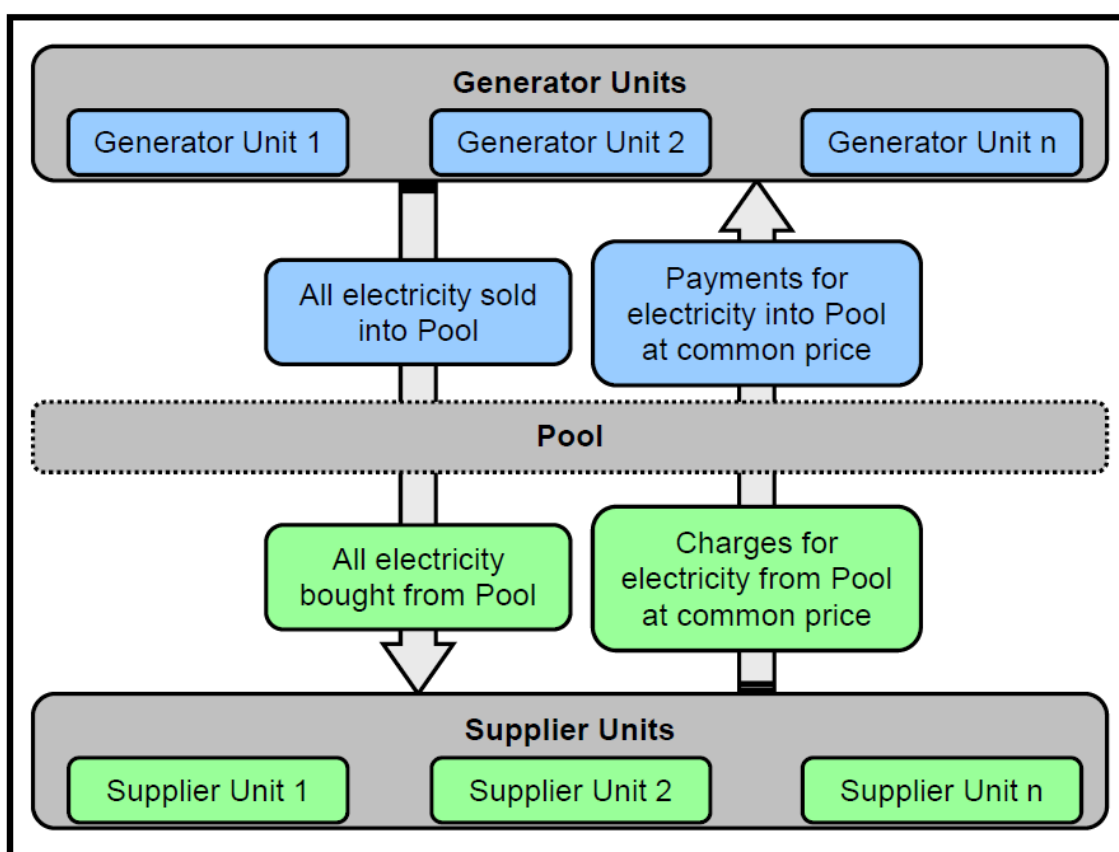 Generator Units
Generator Unit 1
Generator Unit 2
Generator Unit n
All electricity sold
into Pool
Payments for
electricity into Pool
at common price
Pool
All electricity
bought from Pool
Charges for
electricity from Pool
at common price
Supplier Units
Supplier Unit 1
Supplier Unit 2
Supplier Unit n